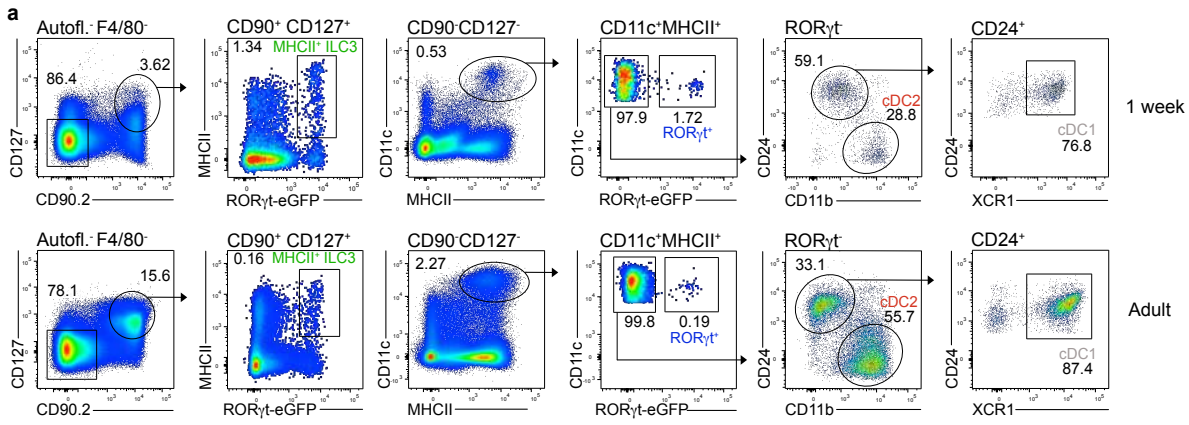 a
Autofl.⁻ F4/80⁻
CD90⁺ CD127⁺
CD90⁻CD127⁻
CD11c⁺MHCII⁺
RORγt⁻
CD24⁺
86.4
3.62
1.34
MHCII⁺ ILC3
0.53
97.9
1.72
RORγt⁺
59.1
cDC2
28.8
cDC1
76.8
1 week
CD127
CD90.2
MHCII
RORγt-eGFP
CD11c
MHCII
CD11c
RORγt-eGFP
CD24
CD11b
CD24
XCR1
Autofl.⁻ F4/80⁻
CD90⁺ CD127⁺
CD90⁻CD127⁻
CD11c⁺MHCII⁺
RORγt⁻
CD24⁺
78.1
15.6
0.16
MHCII⁺ ILC3
2.27
99.8
0.19
RORγt⁺
33.1
cDC2
55.7
cDC1
87.4
Adult
CD127
CD90.2
MHCII
RORγt-eGFP
CD11c
MHCII
CD11c
RORγt-eGFP
CD24
CD11b
CD24
XCR1